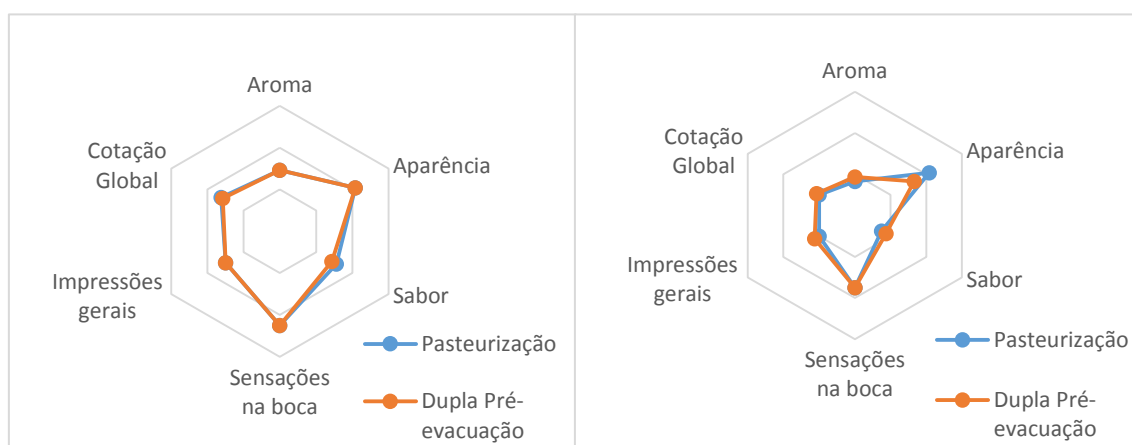 Aroma
Cotação
Global
Aparência
Impressões
gerais
Sabor
Sensações
na boca
Pasteurização
Dupla Pré-
evacuação
Aroma
Cotação
Global
Aparência
Impressões
gerais
Sabor
Sensações
na boca
Pasteurização
Dupla Pré-
evacuação